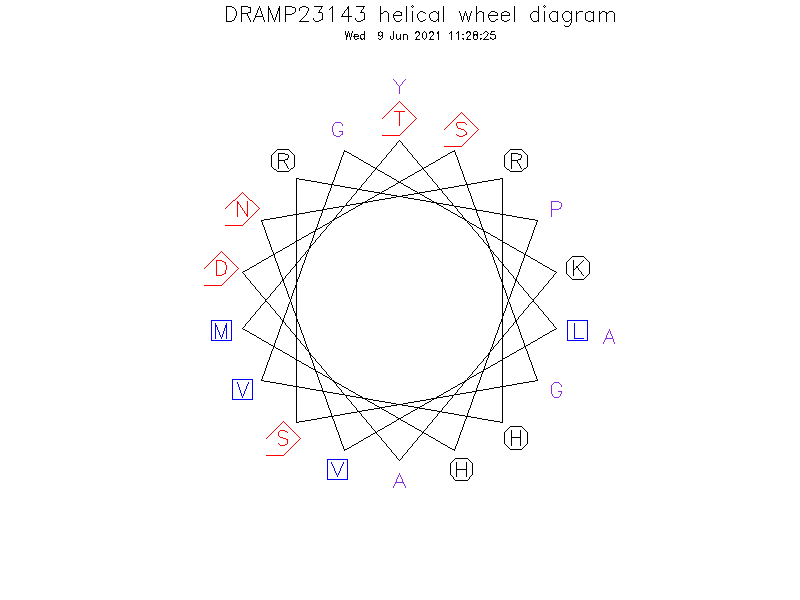 DRAMP23143 helical wheel diagram
Wed 9 Jun 2021 11:28:25
Y
T
G
S
R
R
N
P
D
K
M
L
A
V
G
S
H
V
H
A